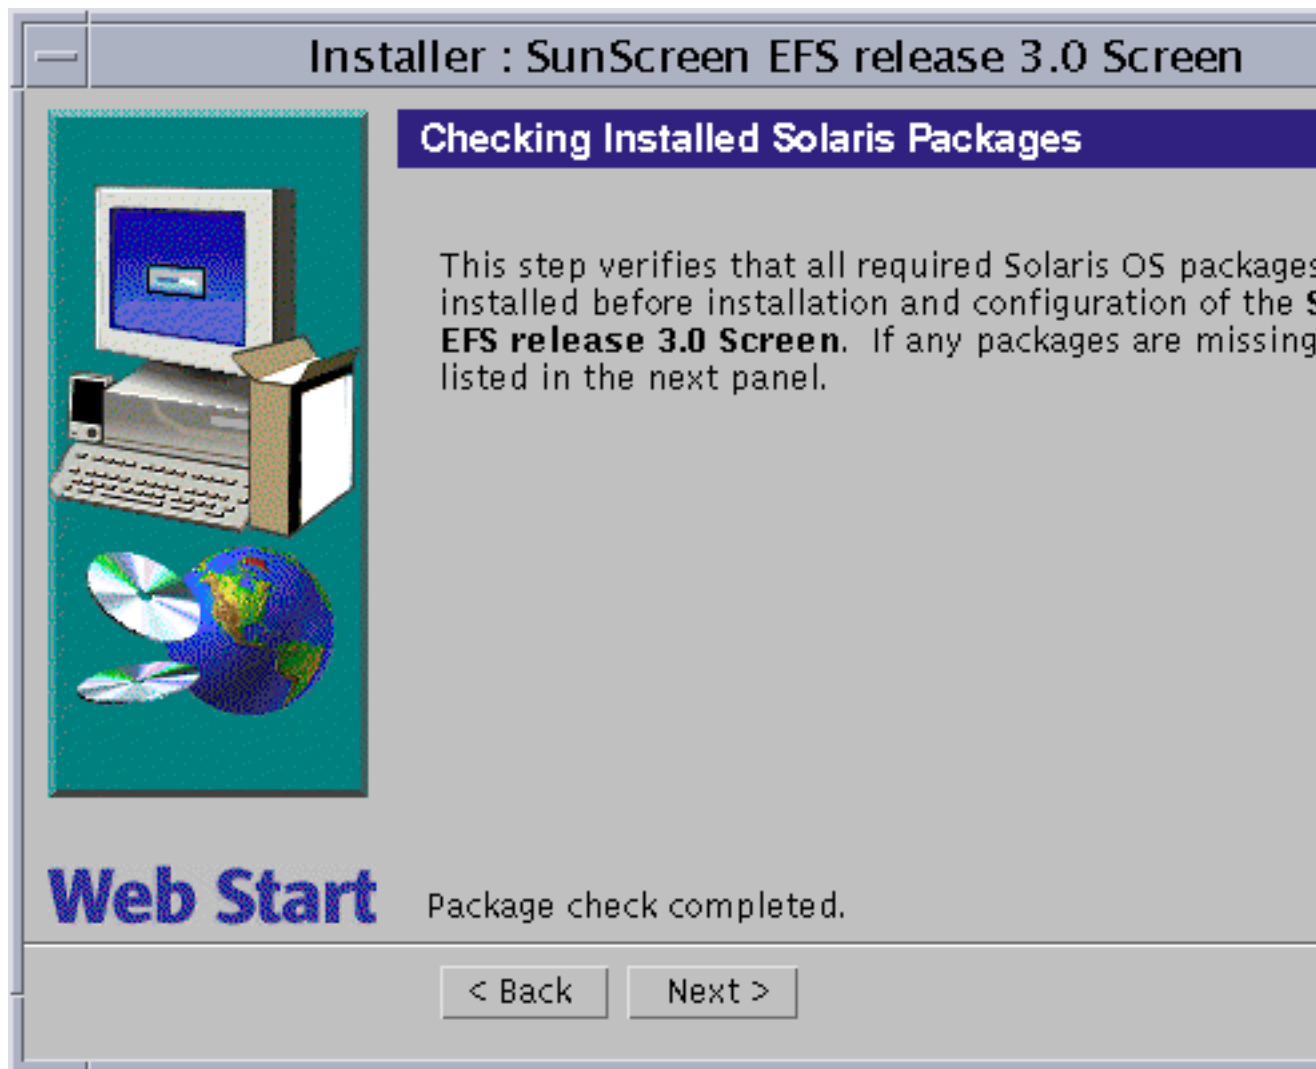 Installer : SunScreen EFS release 3.0 Screen
Checking Installed Solaris Packages
This step verifies that all required Solaris OS packages
installed before installation and configuration of the
EFS release 3.0 Screen. If any packages are missing
listed in the next panel.
Web Start
Package check completed.
< Back
Next >